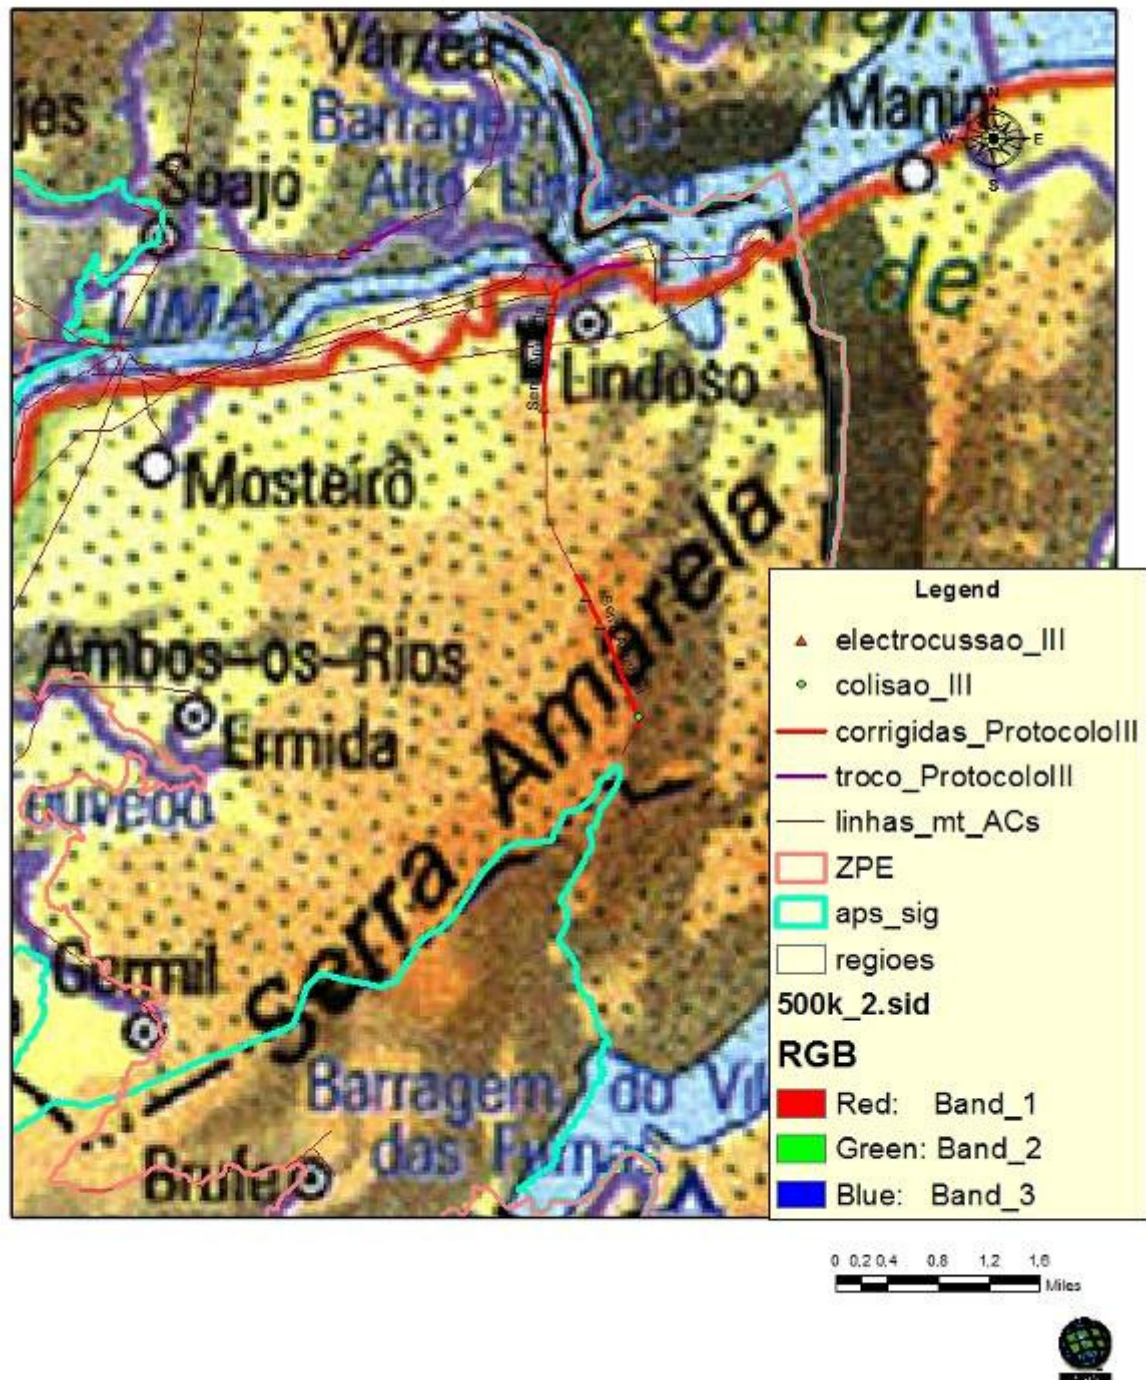 Várzea
Manin
jos
Barragem do
Soajo
Alto Lindoso
de
LIMA
Lindoso
Mosteirô
Amarela
Ambos-os-Rios
Ermida
Serra
Germil
Barragem do Vil
das Furnas
Brufe
N
W E
S
Legend
electrocussao_III
colisao_III
corrigidas_ProtocoloIII
troco_ProtocoloIII
linhas_mt_ACs
ZPE
aps_sig
regioes
500k_2.sid
RGB
Red: Band_1
Green: Band_2
Blue: Band_3
0 0.2 0.4 0.8 1.2 1.6
Miles